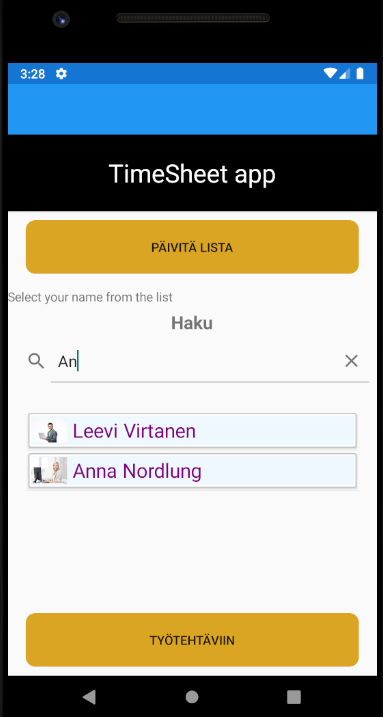 3:28
TimeSheet app
PÄIVITÄ LISTA
Select your name from the list
Haku
An
Leevi Virtanen
Anna Nordlung
TYÖTEHTÄVIIN